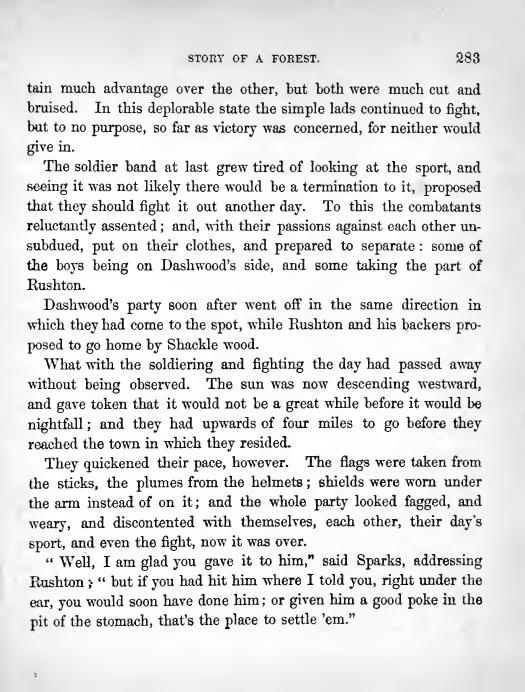 STORY OF A FOREST. 283
tain much advantage over the other, but both were much cut and
bruised. In this deplorable state the simple lads continued to fight,
but to no purpose, so far as victory was concerned, for neither would
give in.
The soldier band at last grew tired of looking at the sport, and
seeing it was not likely there would be a termination to it, proposed
that they should fight it out another day. To this the combatants
reluctantly assented; and, with their passions against each other un-
subdued, put on their clothes, and prepared to separate: some of
the boys being on Dashwood's side, and some taking the part of
Rushton.
Dashwood's party soon after went off in the same direction in
which they had come to the spot, while Rushton and his backers pro-
posed to go home by Shackle wood.
What with the soldiering and fighting the day had passed away
without being observed. The sun was now descending westward,
and gave token that it would not be a great while before it would be
nightfall; and they had upwards of four miles to go before they
reached the town in which they resided.
They quickened their pace, however. The flags were taken from
the sticks, the plumes from the helmets; shields were worn under
the arm instead of on it; and the whole party looked fagged, and
weary, and discontented with themselves, each other, their day's
sport, and even the fight, now it was over.
"Well, I am glad you gave it to him," said Sparks, addressing
Rushton; "but if you had hit him where I told you, right under the
ear, you would soon have done him; or given him a good poke in the
pit of the stomach, that's the place to settle 'em."